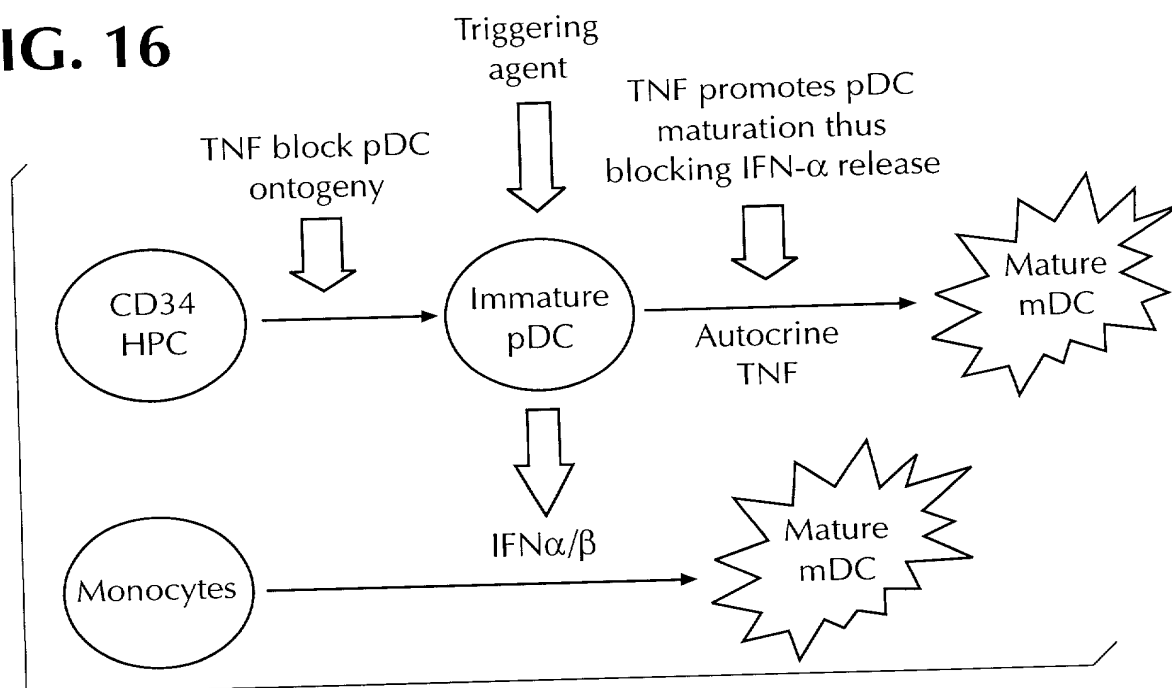 IG. 16
Triggering
agent
TNF block pDC
ontogeny
TNF promotes pDC
maturation thus
blocking IFN-α release
CD34
HPC
Immature
pDC
Autocrine
TNF
Mature
mDC
IFNα/β
Monocytes
Mature
mDC